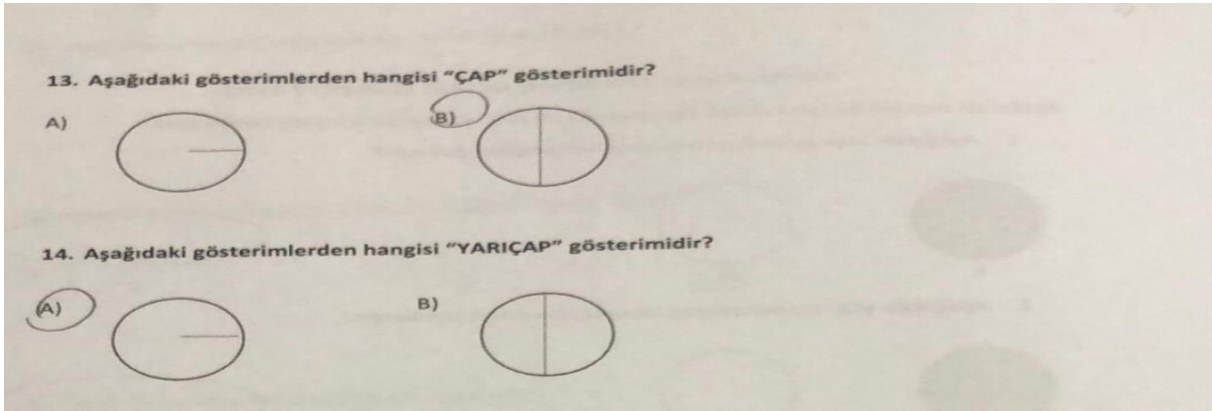 13. Aşağıdaki gösterimlerden hangisi “ÇAP” gösterimidir?
A) B)
14. Aşağıdaki gösterimlerden hangisi “YARIÇAP” gösterimidir?
A) B)